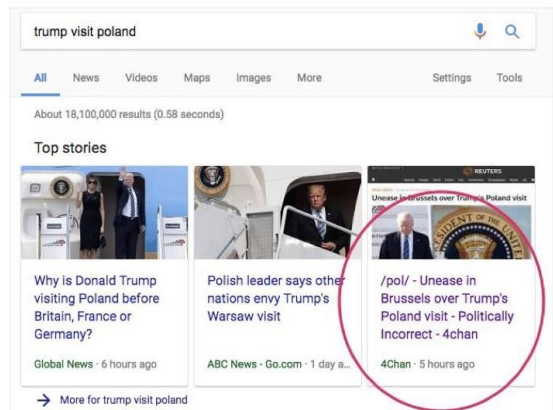 trump visit poland
All News Videos Maps Images More Settings Tools
About 18,100,000 results (0.58 seconds)
Top stories
REUTERS
Unease in Brussels over Trump's Poland visit
PRESIDENT OF THE UNITE
Why is Donald Trump
visiting Poland before
Britain, France or
Germany?
Global News · 6 hours ago
Polish leader says other
nations envy Trump's
Warsaw visit
ABC News - Go.com · 1 day a...
/pol/ - Unease in
Brussels over Trump's
Poland visit - Politically
Incorrect - 4chan
4Chan · 5 hours ago
More for trump visit poland